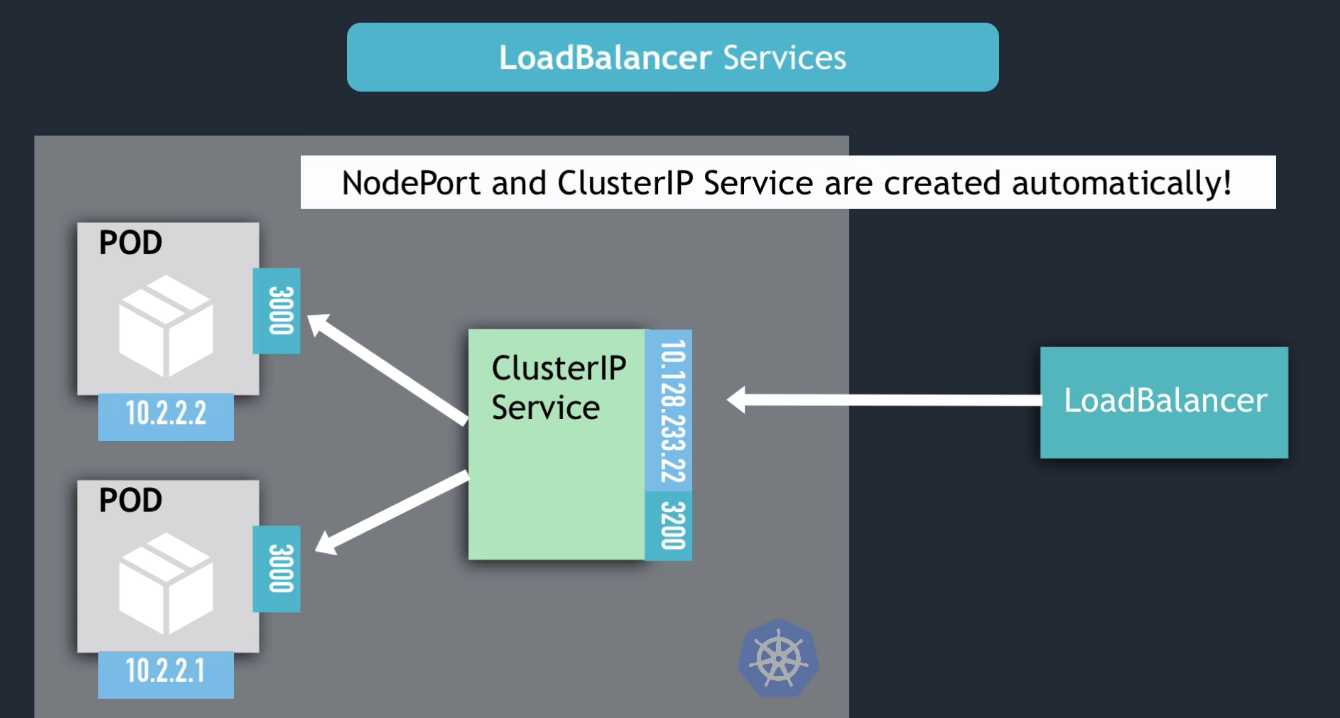 LoadBalancer Services
NodePort and ClusterIP Service are created automatically!
POD
3000
10.2.2.2
POD
3000
10.2.2.1
ClusterIP
Service
10.128.233.22
3200
LoadBalancer